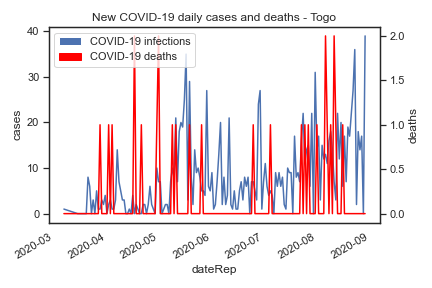 New COVID-19 daily cases and deaths - Togo
COVID-19 infections
COVID-19 deaths
40
30
20
10
0
cases
2.0
1.5
1.0
0.5
0.0
deaths
2020-03
2020-04
2020-05
2020-06
2020-07
2020-08
2020-09
dateRep